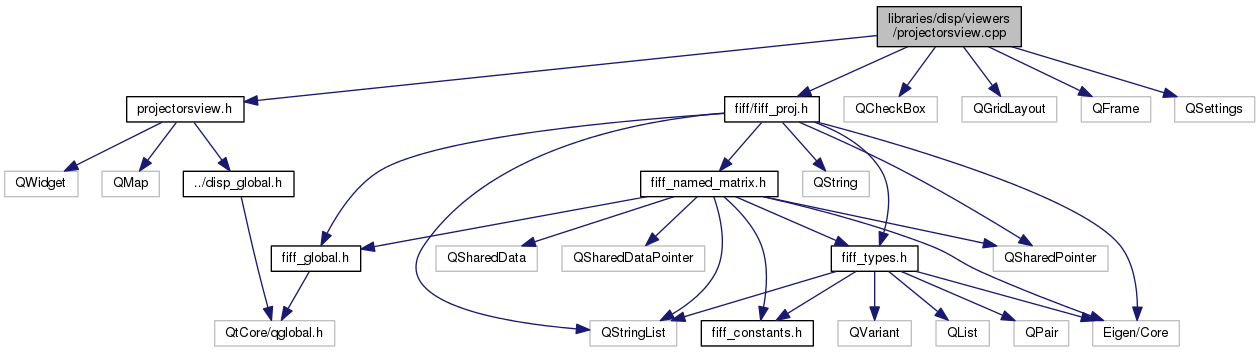 libraries/disp/viewers
/projectorsview.cpp
projectorsview.h
fiff/fiff_proj.h
QCheckBox
QGridLayout
QFrame
QSettings
QWidget
QMap
../disp_global.h
fiff_named_matrix.h
QString
fiff_global.h
QSharedData
QSharedDataPointer
fiff_types.h
QSharedPointer
QtCore/qglobal.h
QStringList
fiff_constants.h
QVariant
QList
QPair
Eigen/Core